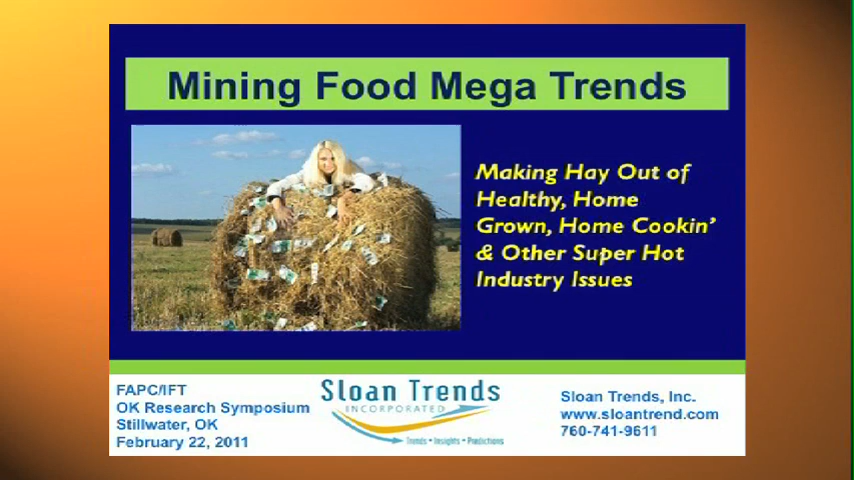 Mining Food Mega Trends
Making Hay Out of
Healthy, Home
Grown, Home Cookin'
& Other Super Hot
Industry Issues
FAPC/IFT
OK Research Symposium
Stillwater, OK
February 22, 2011
Sloan Trends
INCORPORATED
Trends • Insights • Predictions
Sloan Trends, Inc.
www.sloantrend.com
760-741-9611